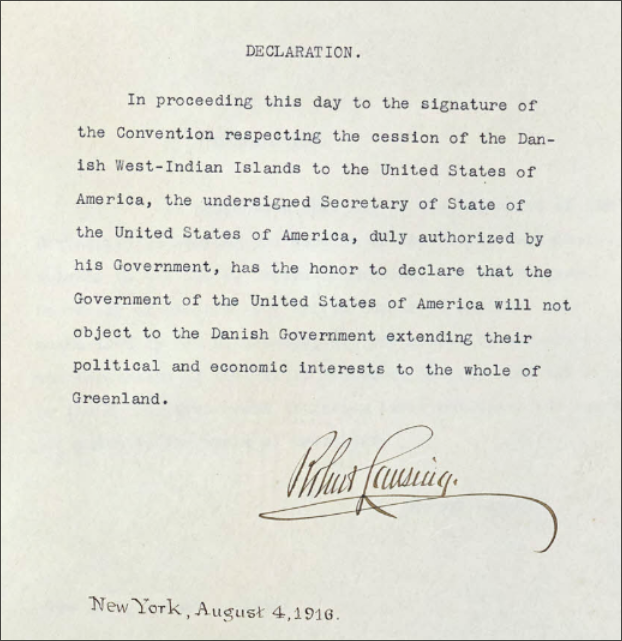 DECLARATION.
In proceeding this day to the signature of
the Convention respecting the cession of the Dan-
ish West-Indian Islands to the United States of
America, the undersigned Secretary of State of
the United States of America, duly authorized by
his Government, has the honor to declare that the
Government of the United States of America will not
object to the Danish Government extending their
political and economic interests to the whole of
Greenland.
Robert Lansing.
New York, August 4, 1916.